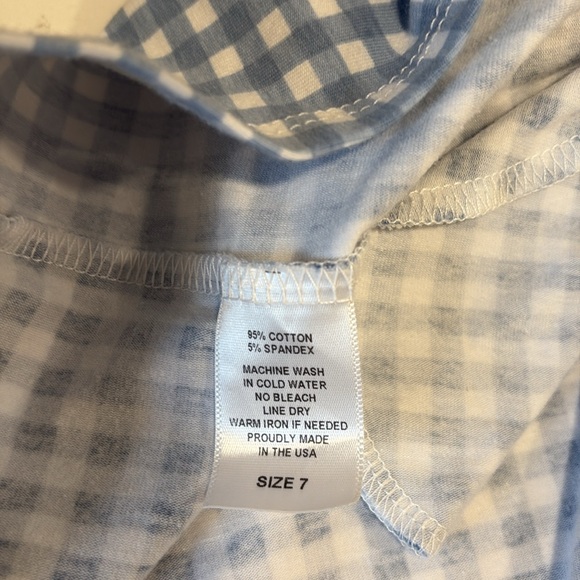 95% COTTON
5% SPANDEX
MACHINE WASH
IN COLD WATER
NO BLEACH
LINE DRY
WARM IRON IF NEEDED
PROUDLY MADE
IN THE USA
SIZE 7